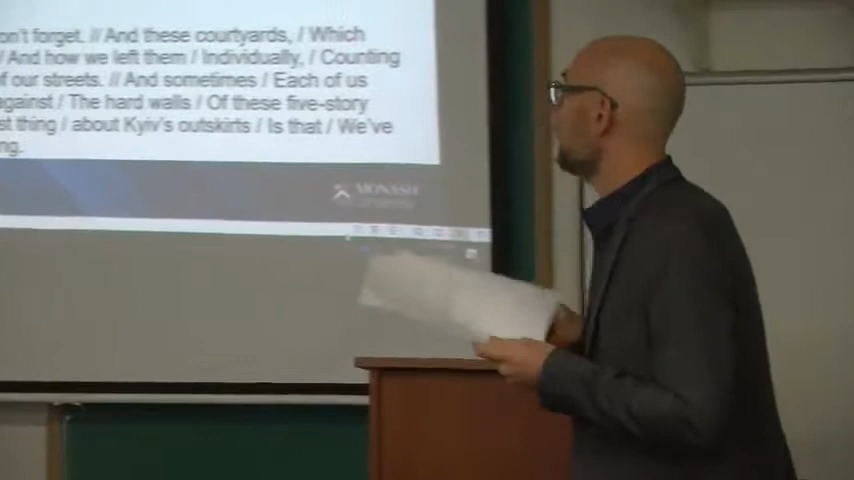 on't forget. // And these courtyards, / Which
/ And how we left them / Individually, / Counting
of our streets. // And sometimes / Each of us
against / The hard walls / Of these five-story
t thing / about Kyiv's outskirts / Is that / We've
ng.
MONASH